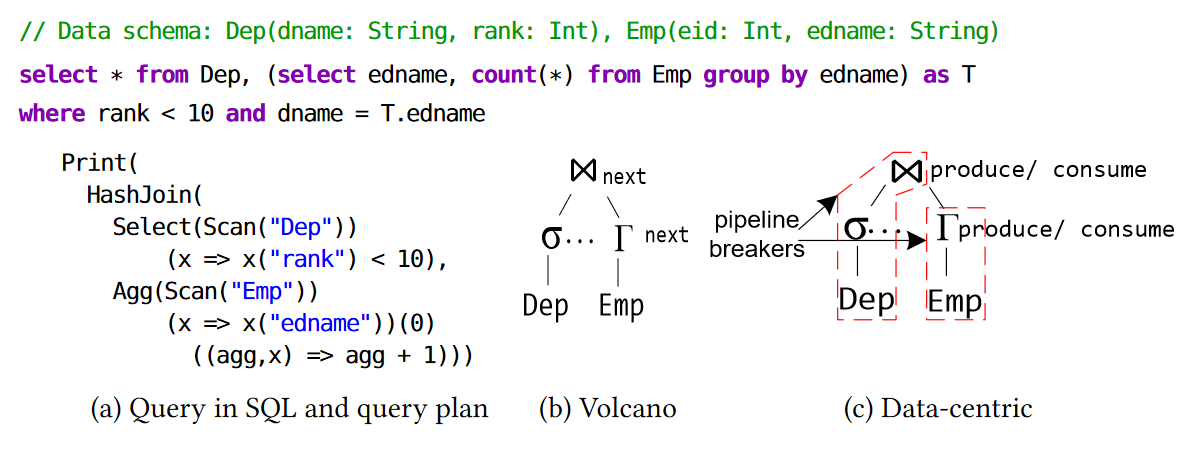 // Data schema: Dep(dname: String, rank: Int), Emp(eid: Int, edname: String)
select * from Dep, (select edname, count(*) from Emp group by edname) as T
where rank < 10 and dname = T.edname
Print(
HashJoin(
Select(Scan("Dep"))
(x => x("rank") < 10),
Agg(Scan("Emp"))
(x => x("edname"))(0)
((agg,x) => agg + 1)))
(a) Query in SQL and query plan
⋈ next
σ... Γ next
Dep Emp
(b) Volcano
⋈ produce/ consume
pipeline
breakers
σ... Γ produce/ consume
Dep Emp
(c) Data-centric